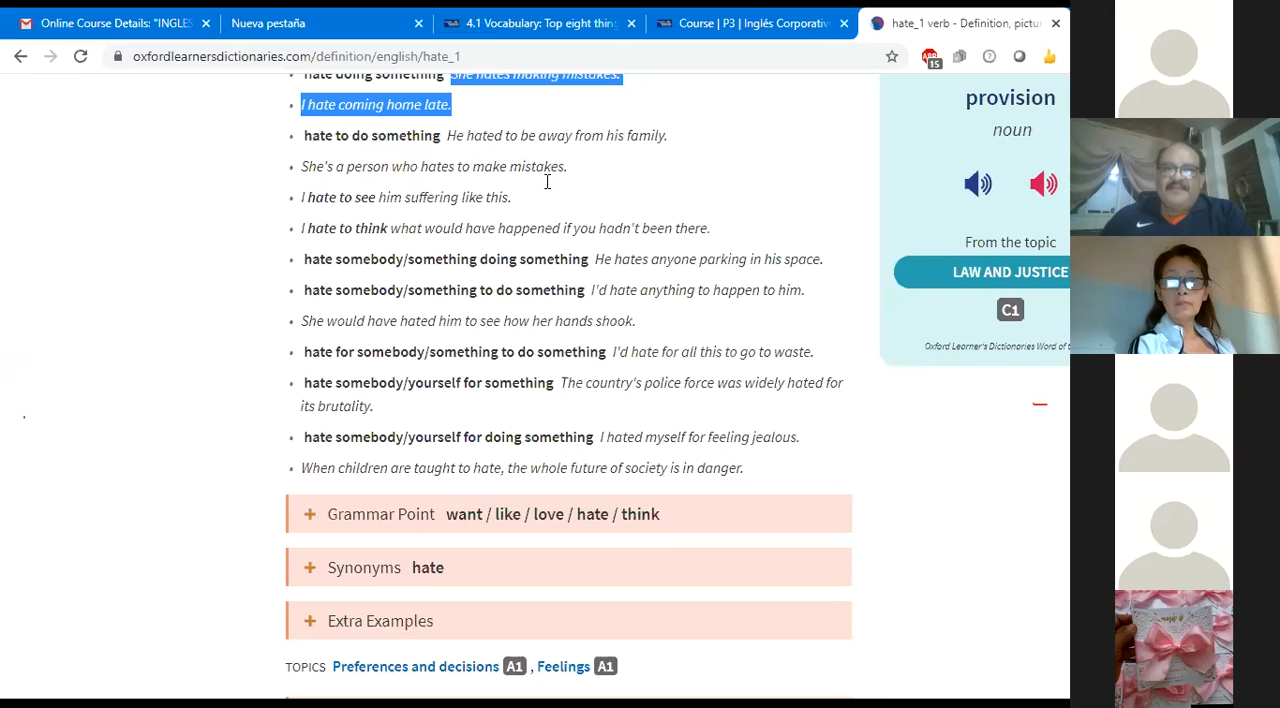 Online Course Details: "INGLES
Nueva pestaña
4.1 Vocabulary: Top eight thing
Course | P3 | Inglés Corporativ
hate_1 verb - Definition, pictu
oxfordlearnersdictionaries.com/definition/english/hate_1
15
hate doing something She hates making mistakes.
• I hate coming home late.
• hate to do something He hated to be away from his family.
• She's a person who hates to make mistakes.
• I hate to see him suffering like this.
• I hate to think what would have happened if you hadn't been there.
• hate somebody/something doing something He hates anyone parking in his space.
• hate somebody/something to do something I'd hate anything to happen to him.
• She would have hated him to see how her hands shook.
• hate for somebody/something to do something I'd hate for all this to go to waste.
• hate somebody/yourself for something The country's police force was widely hated for
its brutality.
• hate somebody/yourself for doing something I hated myself for feeling jealous.
• When children are taught to hate, the whole future of society is in danger.
+ Grammar Point want / like / love / hate / think
+ Synonyms hate
+ Extra Examples
TOPICS Preferences and decisions A1 , Feelings A1
provision
noun
From the topic
LAW AND JUSTICE
C1
Oxford Learner's Dictionaries Word of t